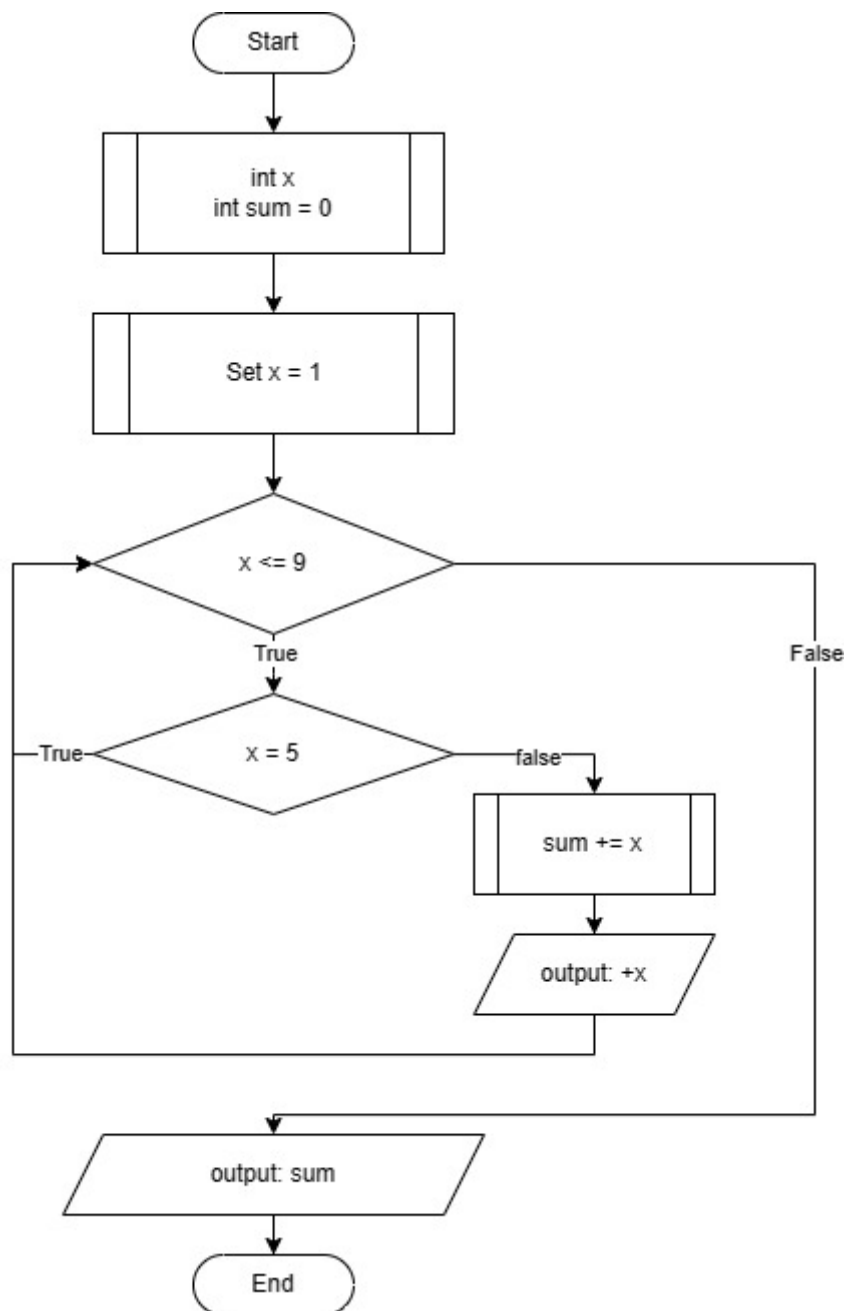 Start
int x
int sum = 0
Set x = 1
x <= 9
True
False
x = 5
True
false
sum += x
output: +x
output: sum
End